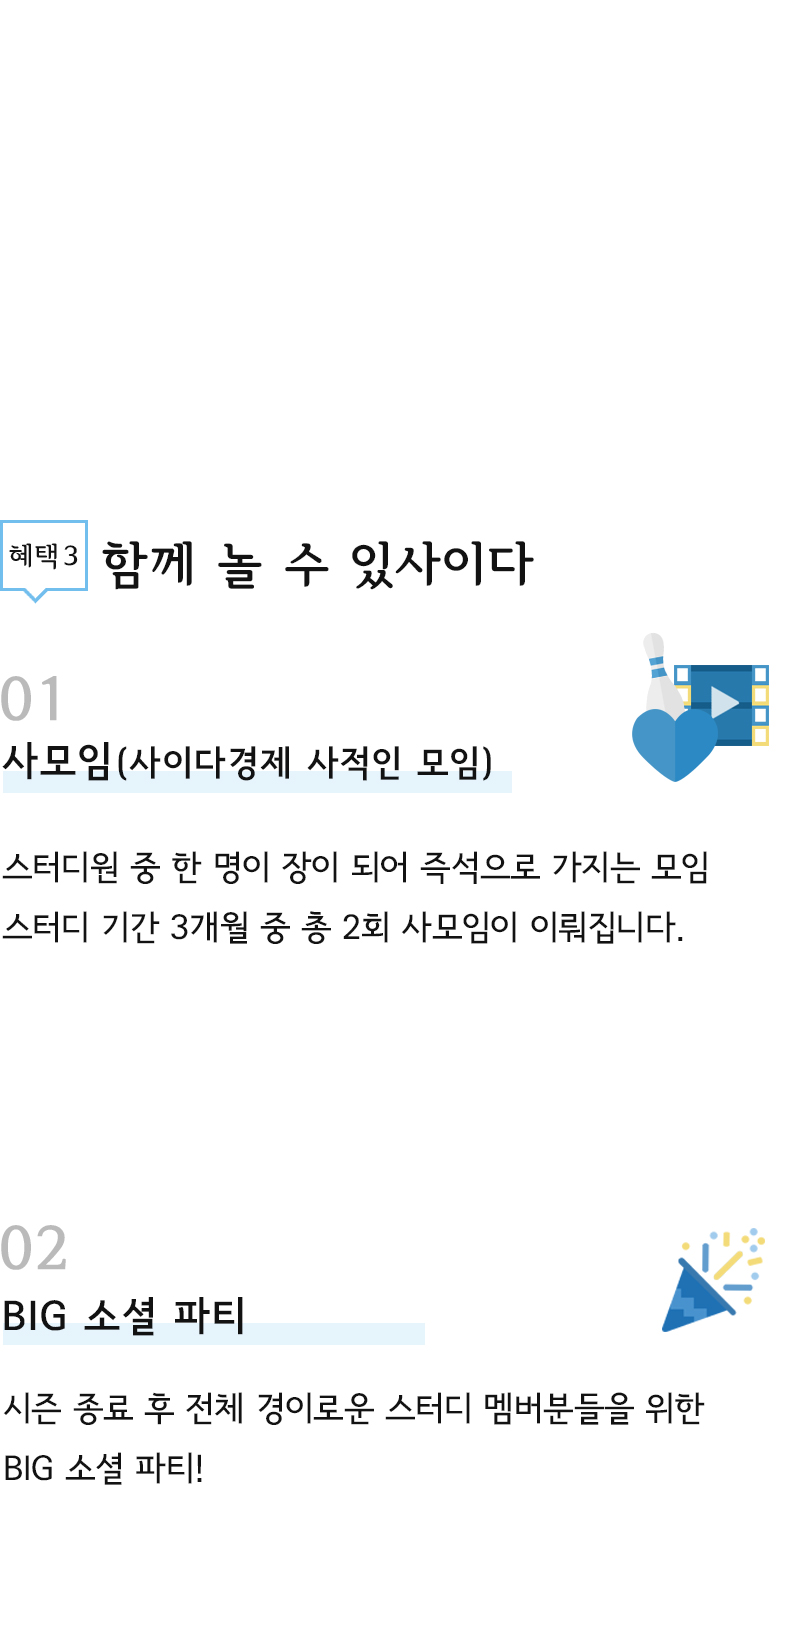 혜택3
함께 놀 수 있사이다
01
사모임(사이다경제 사적인 모임)
스터디원 중 한 명이 장이 되어 즉석으로 가지는 모임
스터디 기간 3개월 중 총 2회 사모임이 이뤄집니다.
02
BIG 소셜 파티
시즌 종료 후 전체 경이로운 스터디 멤버분들을 위한
BIG 소셜 파티!